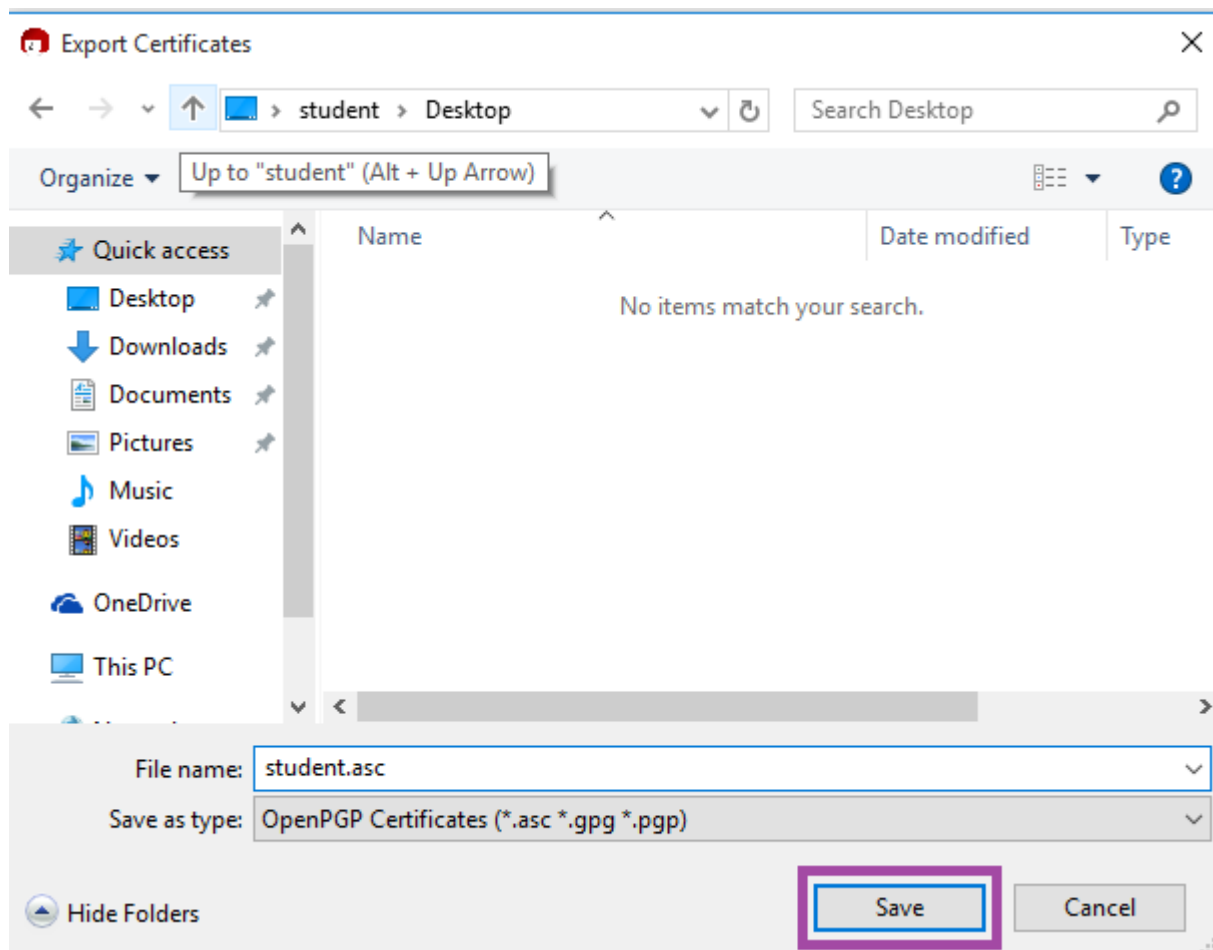 Export Certificates
student > Desktop
Search Desktop
Organize
Up to "student" (Alt + Up Arrow)
Quick access
Name
Date modified
Type
No items match your search.
Desktop
Downloads
Documents
Pictures
Music
Videos
OneDrive
This PC
File name: student.asc
Save as type: OpenPGP Certificates (*.asc *.gpg *.pgp)
Hide Folders
Save
Cancel